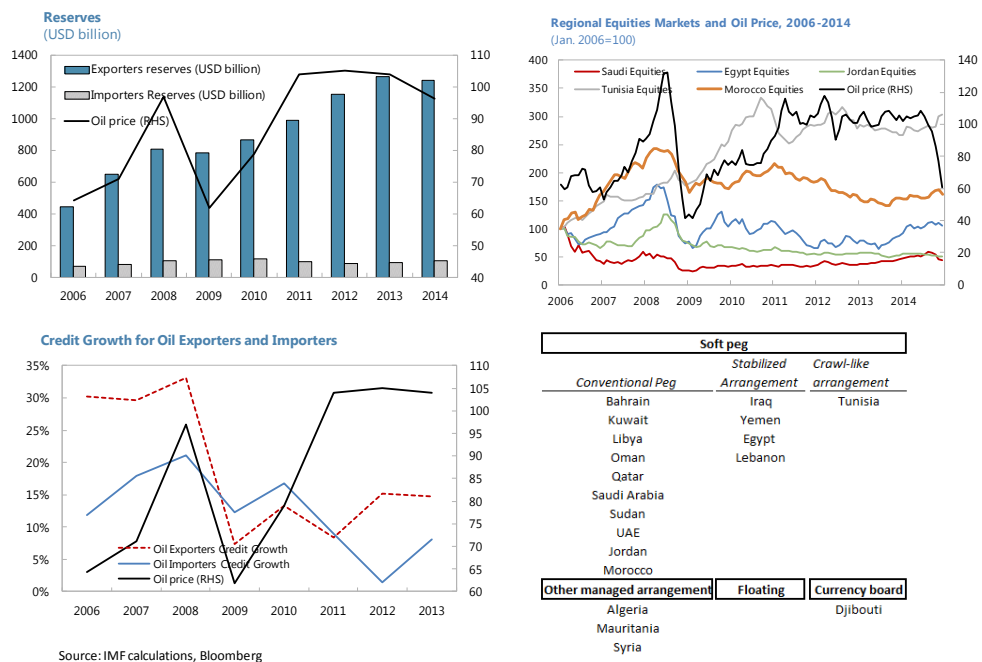 Reserves
(USD billion)
1400
1200
1000
800
600
400
200
0
110
100
90
80
70
60
50
40
Exporters reserves (USD billion)
Importers Reserves (USD billion)
Oil price (RHS)
2006 2007 2008 2009 2010 2011 2012 2013 2014
Regional Equities Markets and Oil Price, 2006-2014
(Jan. 2006=100)
400
350
300
250
200
150
100
50
0
140
120
100
80
60
40
20
0
Saudi Equities Egypt Equities Jordan Equities
Tunisia Equities Morocco Equities Oil price (RHS)
2006 2007 2008 2009 2010 2011 2012 2013 2014
Credit Growth for Oil Exporters and Importers
35%
30%
25%
20%
15%
10%
5%
0%
110
105
100
95
90
85
80
75
70
65
60
Oil Exporters Credit Growth
Oil Importers Credit Growth
Oil price (RHS)
2006 2007 2008 2009 2010 2011 2012 2013
Soft peg
Stabilized Crawl-like
Conventional Peg Arrangement arrangement
Bahrain Iraq Tunisia
Kuwait Yemen
Libya Egypt
Oman Lebanon
Qatar
Saudi Arabia
Sudan
UAE
Jordan
Morocco
Other managed arrangement Floating Currency board
Algeria Djibouti
Mauritania
Syria
Source: IMF calculations, Bloomberg